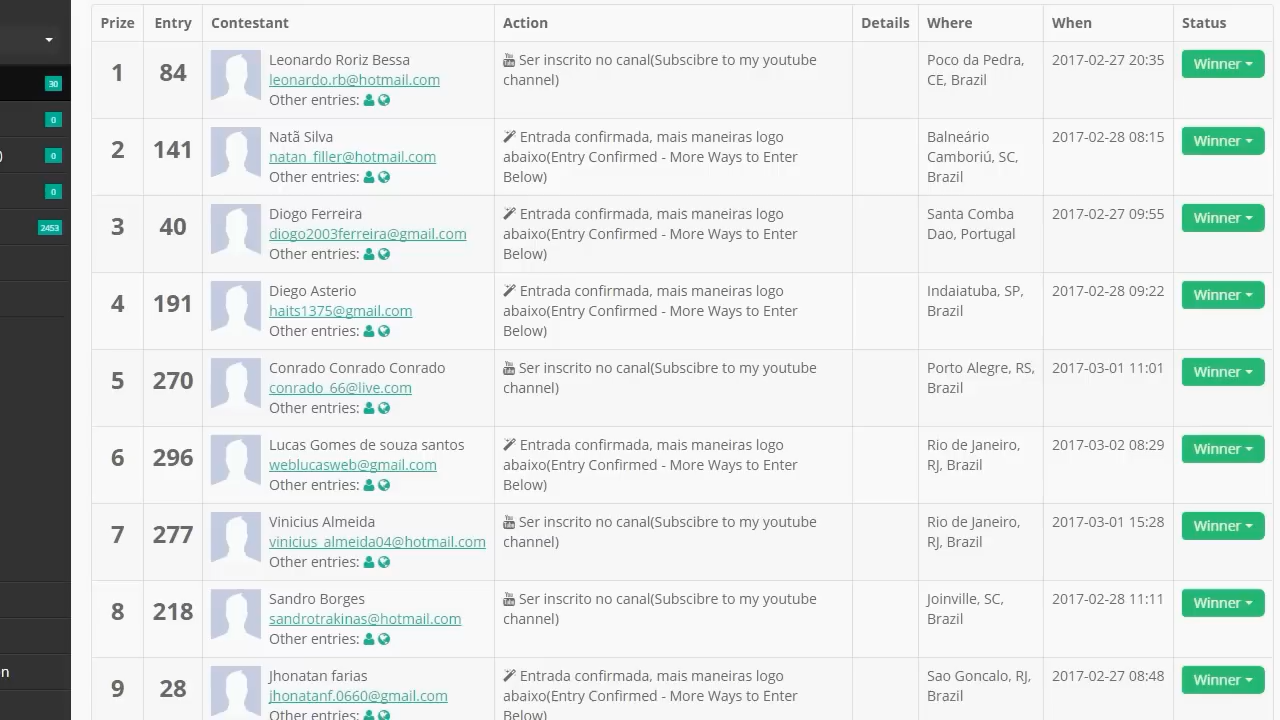 Prize Entry Contestant Action Details Where When Status
30
0
) 0
0
2453
n
1 84 Leonardo Roriz Bessa Ser inscrito no canal(Subscibre to my youtube Poco da Pedra, 2017-02-27 20:35 Winner
leonardo.rb@hotmail.com channel) CE, Brazil
Other entries:
2 141 Natã Silva Entrada confirmada, mais maneiras logo Balneário 2017-02-28 08:15 Winner
natan_filler@hotmail.com abaixo(Entry Confirmed - More Ways to Enter Camboriú, SC,
Other entries: Below) Brazil
3 40 Diogo Ferreira Entrada confirmada, mais maneiras logo Santa Comba 2017-02-27 09:55 Winner
diogo2003ferreira@gmail.com abaixo(Entry Confirmed - More Ways to Enter Dao, Portugal
Other entries: Below)
4 191 Diego Asterio Entrada confirmada, mais maneiras logo Indaiatuba, SP, 2017-02-28 09:22 Winner
haits1375@gmail.com abaixo(Entry Confirmed - More Ways to Enter Brazil
Other entries: Below)
5 270 Conrado Conrado Conrado Ser inscrito no canal(Subscibre to my youtube Porto Alegre, RS, 2017-03-01 11:01 Winner
conrado_66@live.com channel) Brazil
Other entries:
6 296 Lucas Gomes de souza santos Entrada confirmada, mais maneiras logo Rio de Janeiro, 2017-03-02 08:29 Winner
weblucasweb@gmail.com abaixo(Entry Confirmed - More Ways to Enter RJ, Brazil
Other entries: Below)
7 277 Vinicius Almeida Ser inscrito no canal(Subscibre to my youtube Rio de Janeiro, 2017-03-01 15:28 Winner
vinicius_almeida04@hotmail.com channel) RJ, Brazil
Other entries:
8 218 Sandro Borges Ser inscrito no canal(Subscibre to my youtube Joinville, SC, 2017-02-28 11:11 Winner
sandrotrakinas@hotmail.com channel) Brazil
Other entries:
9 28 Jhonatan farias Entrada confirmada, mais maneiras logo Sao Goncalo, RJ, 2017-02-27 08:48 Winner
jhonatanf.0660@gmail.com abaixo(Entry Confirmed - More Ways to Enter Brazil
Other entries: Below)